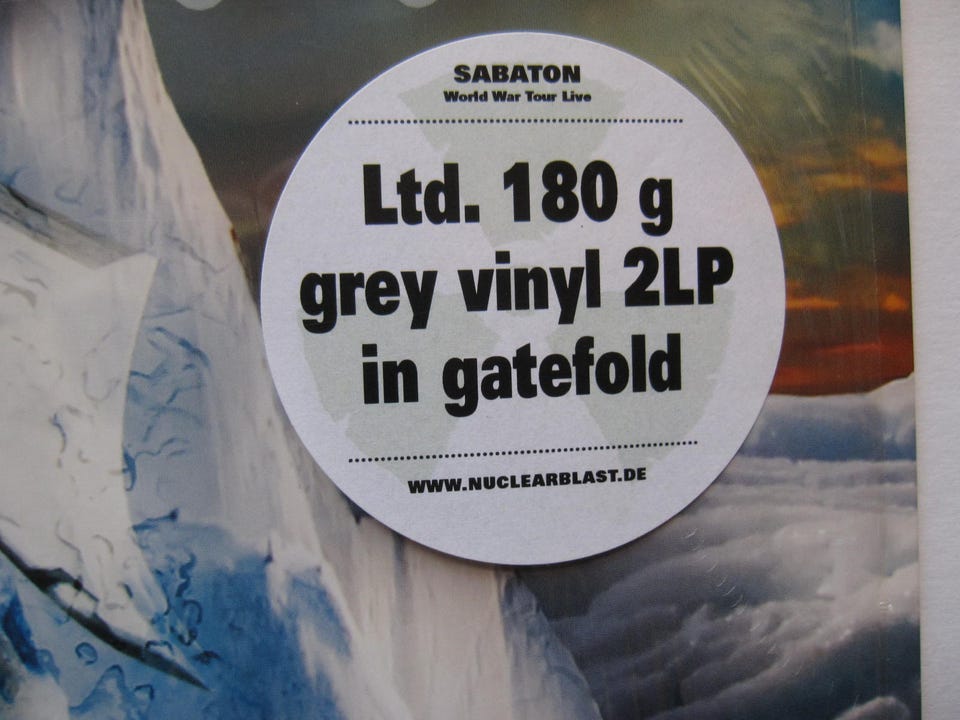 SABATON
World War Tour Live
Ltd. 180 g
grey vinyl 2LP
in gatefold
WWW.NUCLEARBLAST.DE